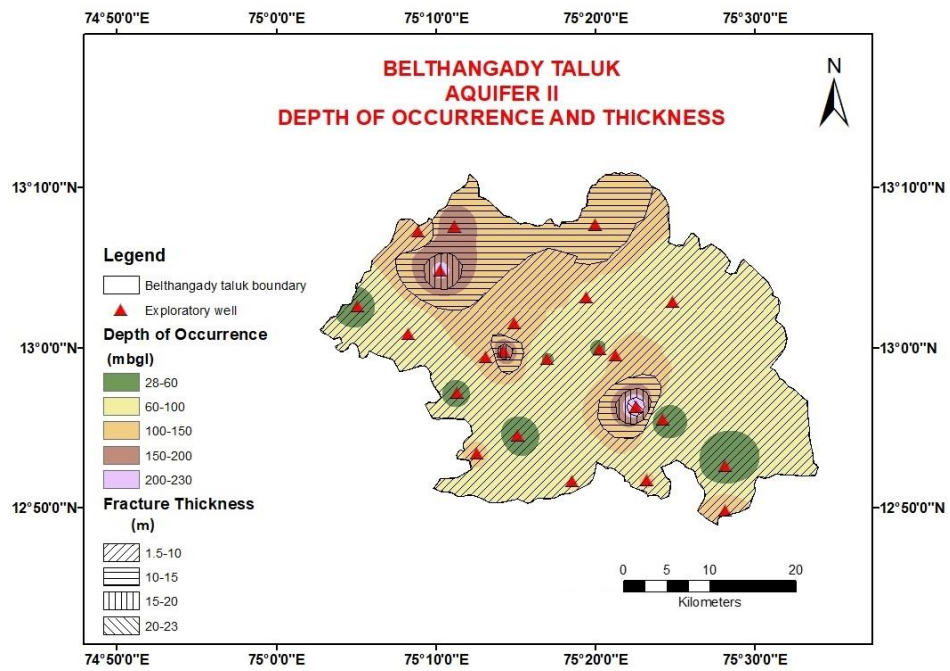 74°50'0"E 75°0'0"E 75°10'0"E 75°20'0"E 75°30'0"E
BELTHANGADY TALUK
AQUIFER II
DEPTH OF OCCURRENCE AND THICKNESS
N
13°10'0"N 13°10'0"N
Legend
Belthangady taluk boundary
Exploratory well
Depth of Occurrence
(mbgl)
28-60
60-100
100-150
150-200
200-230
13°0'0"N 13°0'0"N
Fracture Thickness
(m)
1.5-10
10-15
15-20
20-23
12°50'0"N 12°50'0"N
0 5 10 20
Kilometers
74°50'0"E 75°0'0"E 75°10'0"E 75°20'0"E 75°30'0"E